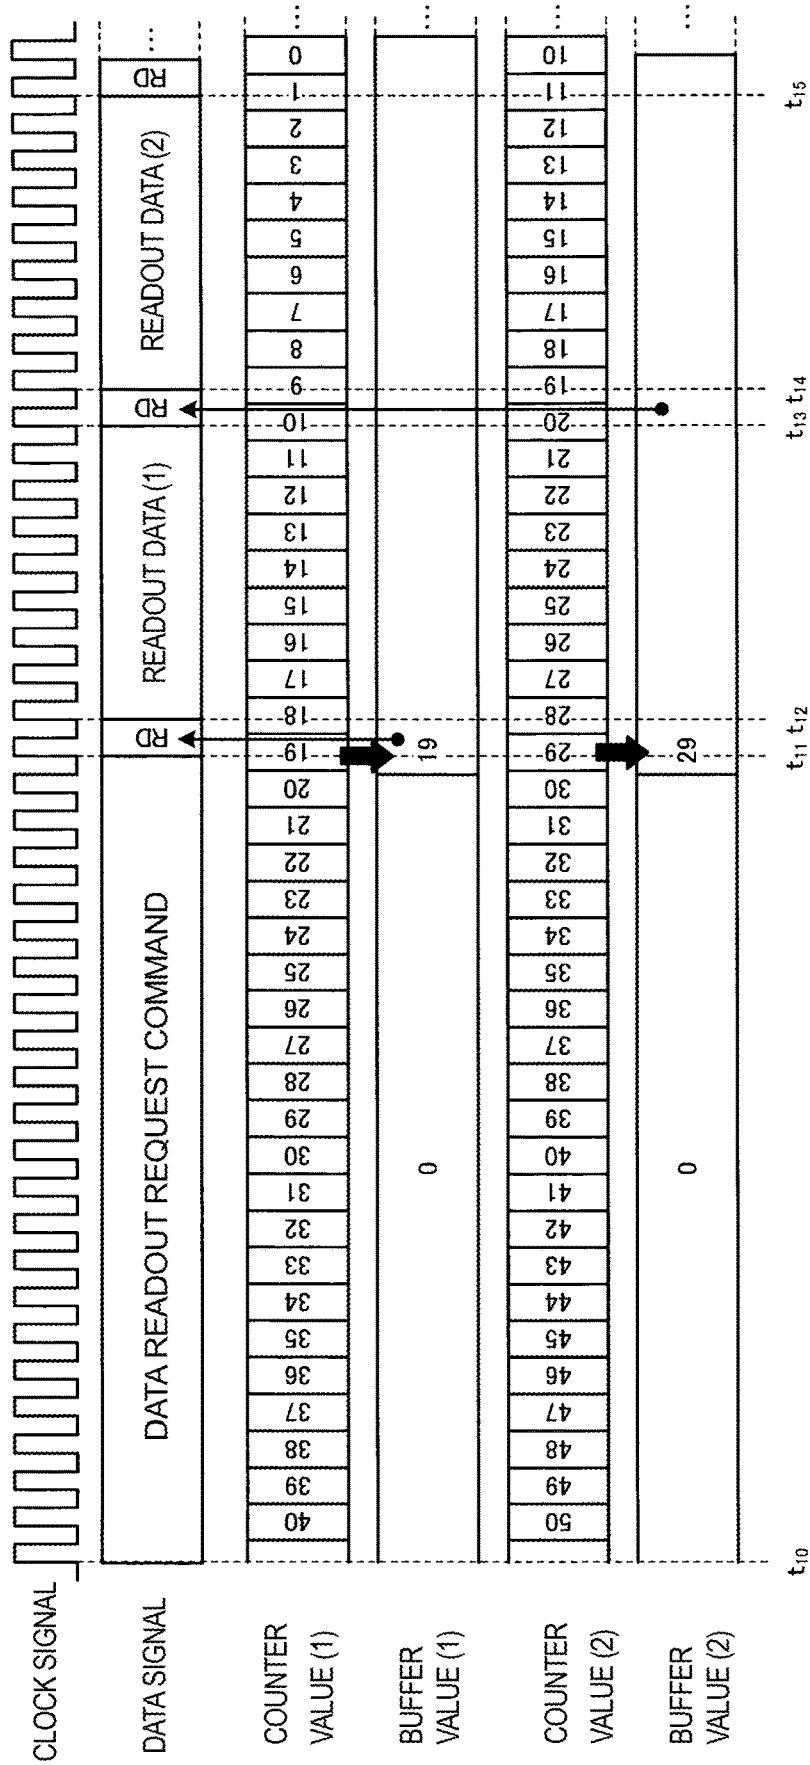 CLOCK SIGNAL
DATA SIGNAL
DATA READOUT REQUEST COMMAND
RD
READOUT DATA (1)
RD
READOUT DATA (2)
RD
...
COUNTER
VALUE (1)
40 39 38 37 36 35 34 33 32 31 30 29 28 27 26 25 24 23 22 21 20 19 18 17 16 15 14 13 12 11 10 9 8 7 6 5 4 3 2 1 0 ...
BUFFER
VALUE (1)
0
19
...
COUNTER
VALUE (2)
50 49 48 47 46 45 44 43 42 41 40 39 38 37 36 35 34 33 32 31 30 29 28 27 26 25 24 23 22 21 20 19 18 17 16 15 14 13 12 11 10 ...
BUFFER
VALUE (2)
0
29
...
t10 t11 t12 t13 t14 t15